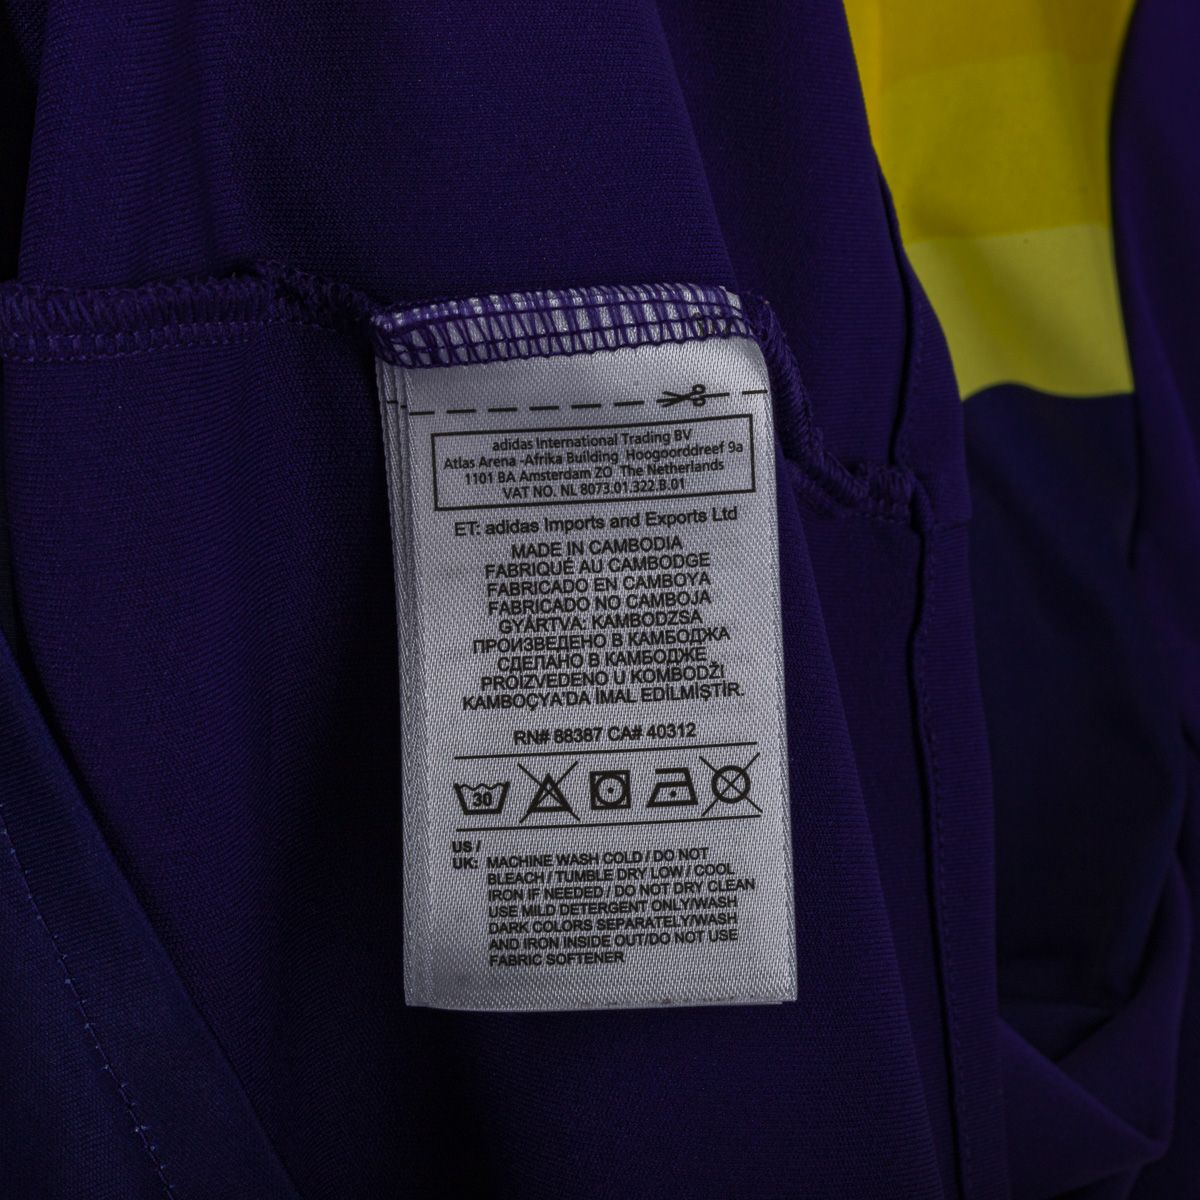 adidas International Trading BV
Atlas Arena -Afrika Building Hoogoorddreef 9a
1101 BA Amsterdam ZO The Netherlands
VAT NO. NL 8073.01.322.B.01
ET: adidas Imports and Exports Ltd
MADE IN CAMBODIA
FABRIQUÉ AU CAMBODGE
FABRICADO EN CAMBOYA
FABRICADO NO CAMBOJA
GYÁRTVA: KAMBODZSA
ПРОИЗВЕДЕНО В КАМБОДЖА
СДЕЛАНО В КАМБОДЖЕ
PROIZVEDENO U KOMBODŽI
KAMBOÇYA'DA İMAL EDİLMİŞTİR.
RN# 88387 CA# 40312
30
US /
UK: MACHINE WASH COLD / DO NOT
BLEACH / TUMBLE DRY LOW / COOL
IRON IF NEEDED / DO NOT DRY CLEAN
USE MILD DETERGENT ONLY/WASH
DARK COLORS SEPARATELY/WASH
AND IRON INSIDE OUT/DO NOT USE
FABRIC SOFTENER